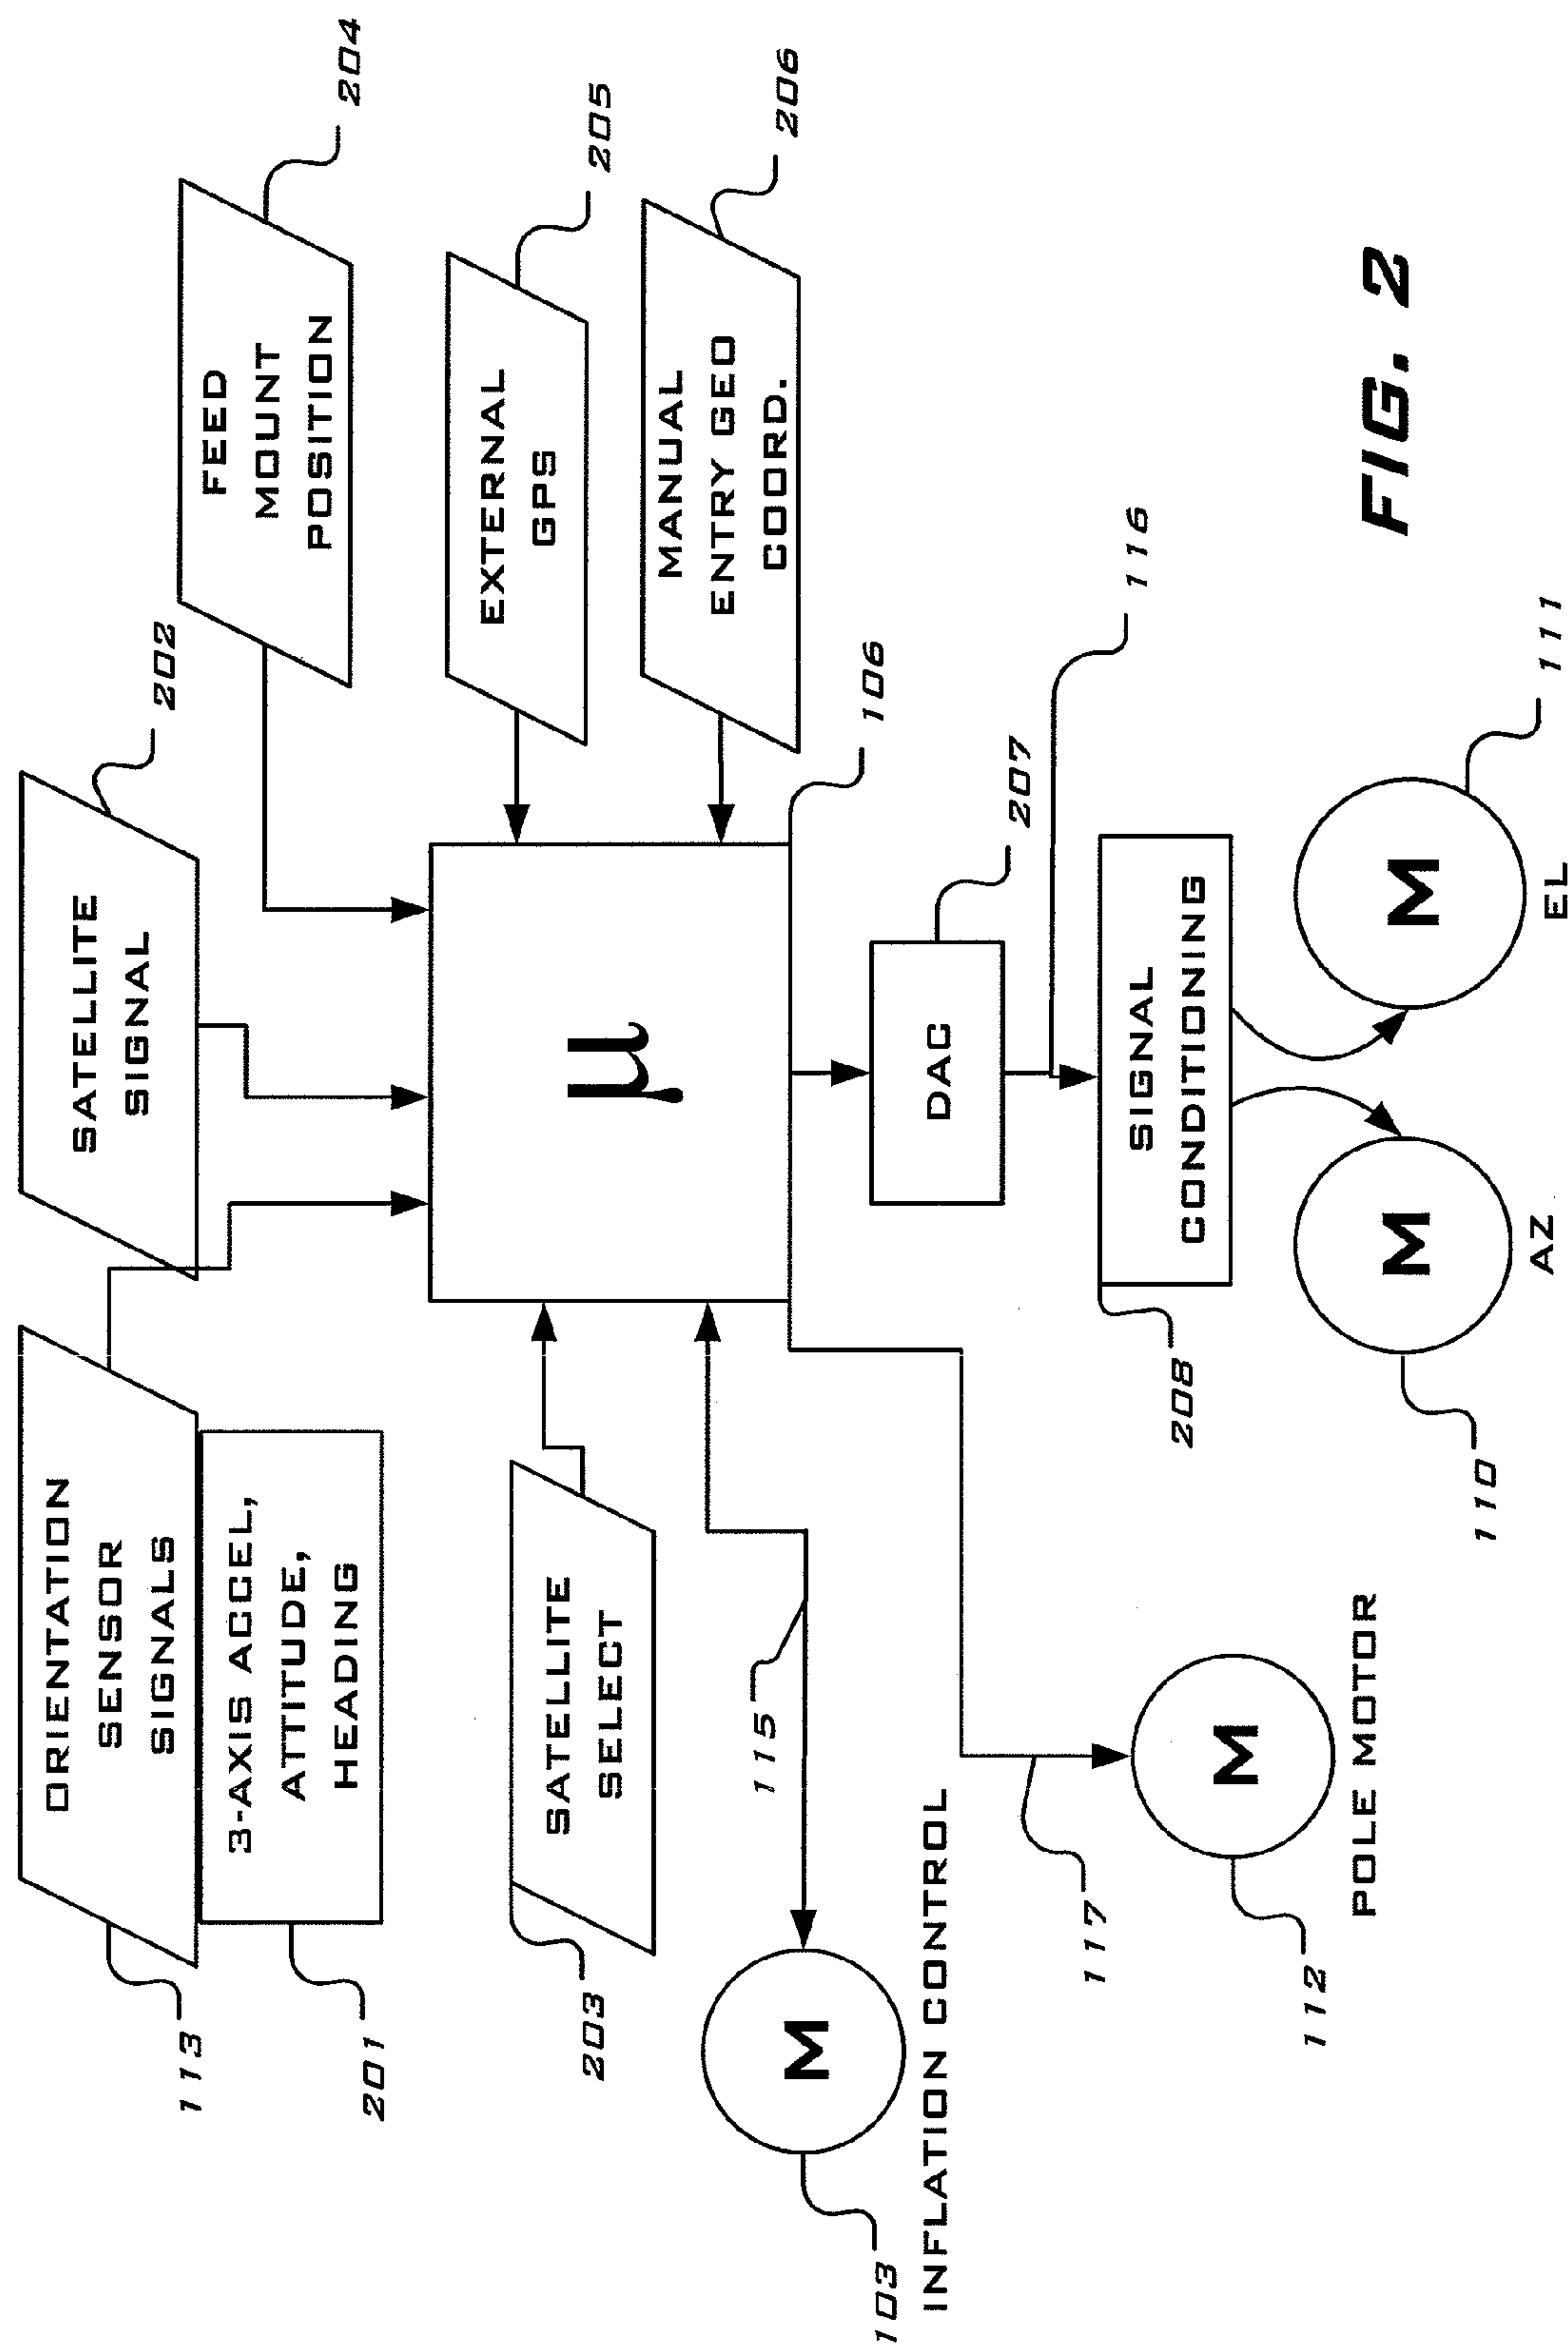 ORIENTATION
SENSOR
SIGNALS
113
3-AXIS ACCEL,
ATTITUDE,
HEADING
201
SATELLITE
SIGNAL
202
FEED
MOUNT
POSITION
204
SATELLITE
SELECT
203
µ
106
EXTERNAL
GPS
205
MANUAL
ENTRY GEO
COORD.
206
115
M
103
INFLATION CONTROL
117
M
112
POLE MOTOR
DAC
207
116
SIGNAL
CONDITIONING
208
M
110
AZ
M
111
EL
FIG. 2